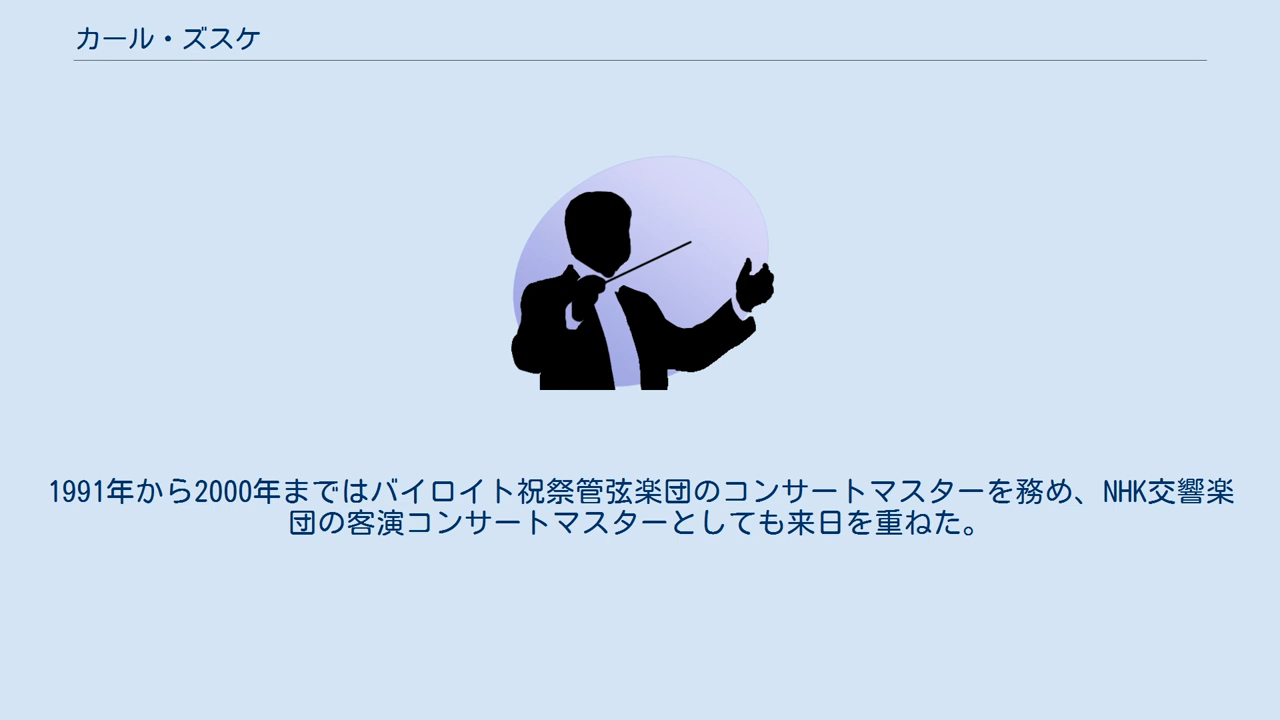 カール・ズスケ
1991年から2000年まではバイロイト祝祭管弦楽団のコンサートマスターを務め、NHK交響楽
団の客演コンサートマスターとしても来日を重ねた。